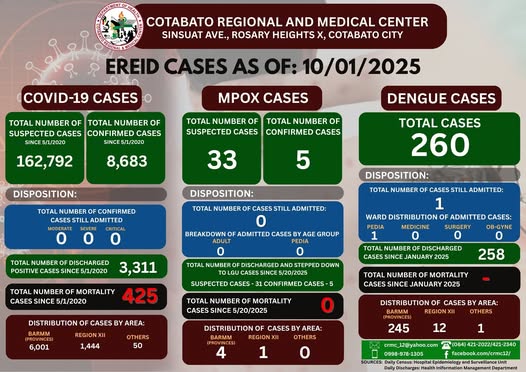 COTABATO REGIONAL AND MEDICAL CENTER
SINSUAT AVE., ROSARY HEIGHTS X, COTABATO CITY
EREID CASES AS OF: 10/01/2025
COVID-19 CASES
TOTAL NUMBER OF SUSPECTED CASES
SINCE 5/1/2020
162,792
TOTAL NUMBER OF CONFIRMED CASES
SINCE 5/1/2020
8,683
DISPOSITION:
TOTAL NUMBER OF CONFIRMED
CASES STILL ADMITTED
MODERATE SEVERE CRITICAL
0 0 0
TOTAL NUMBER OF DISCHARGED
POSITIVE CASES SINCE 5/1/2020
3,311
TOTAL NUMBER OF MORTALITY
CASES SINCE 5/1/2020
425
DISTRIBUTION OF CASES BY AREA:
BARMM (PROVINCES) REGION XII OTHERS
6,001 1,444 50
MPOX CASES
TOTAL NUMBER OF SUSPECTED CASES
33
TOTAL NUMBER OF CONFIRMED CASES
5
DISPOSITION:
TOTAL NUMBER OF CASES STILL ADMITTED:
0
BREAKDOWN OF ADMITTED CASES BY AGE GROUP
ADULT PEDIA
0 0
TOTAL NUMBER OF DISCHARGED AND STEPPED DOWN
TO LGU CASES SINCE 5/20/2025
SUSPECTED CASES - 31 CONFIRMED CASES - 5
TOTAL NUMBER OF MORTALITY
CASES SINCE 5/20/2025
0
DISTRIBUTION OF CASES BY AREA:
BARMM (PROVINCES) REGION XII OTHERS
4 1 0
DENGUE CASES
TOTAL CASES
260
DISPOSITION:
TOTAL NUMBER OF CASES STILL ADMITTED:
1
WARD DISTRIBUTION OF ADMITTED CASES:
PEDIA MEDICINE SURGERY OB-GYNE
1 0 0 0
TOTAL NUMBER OF DISCHARGED
CASES SINCE JANUARY 2025
258
TOTAL NUMBER OF MORTALITY
CASES SINCE JANUARY 2025
-
DISTRIBUTION OF CASES BY AREA:
BARMM (PROVINCES) REGION XII OTHERS
245 12 1
crmc_12@yahoo.com (064) 421-2022/421-2340
0998-978-1305 facebook.com/crmc12/
SOURCES: Daily Census: Hospital Epidemiology and Surveillance Unit
Daily Discharges: Health Information Management Department